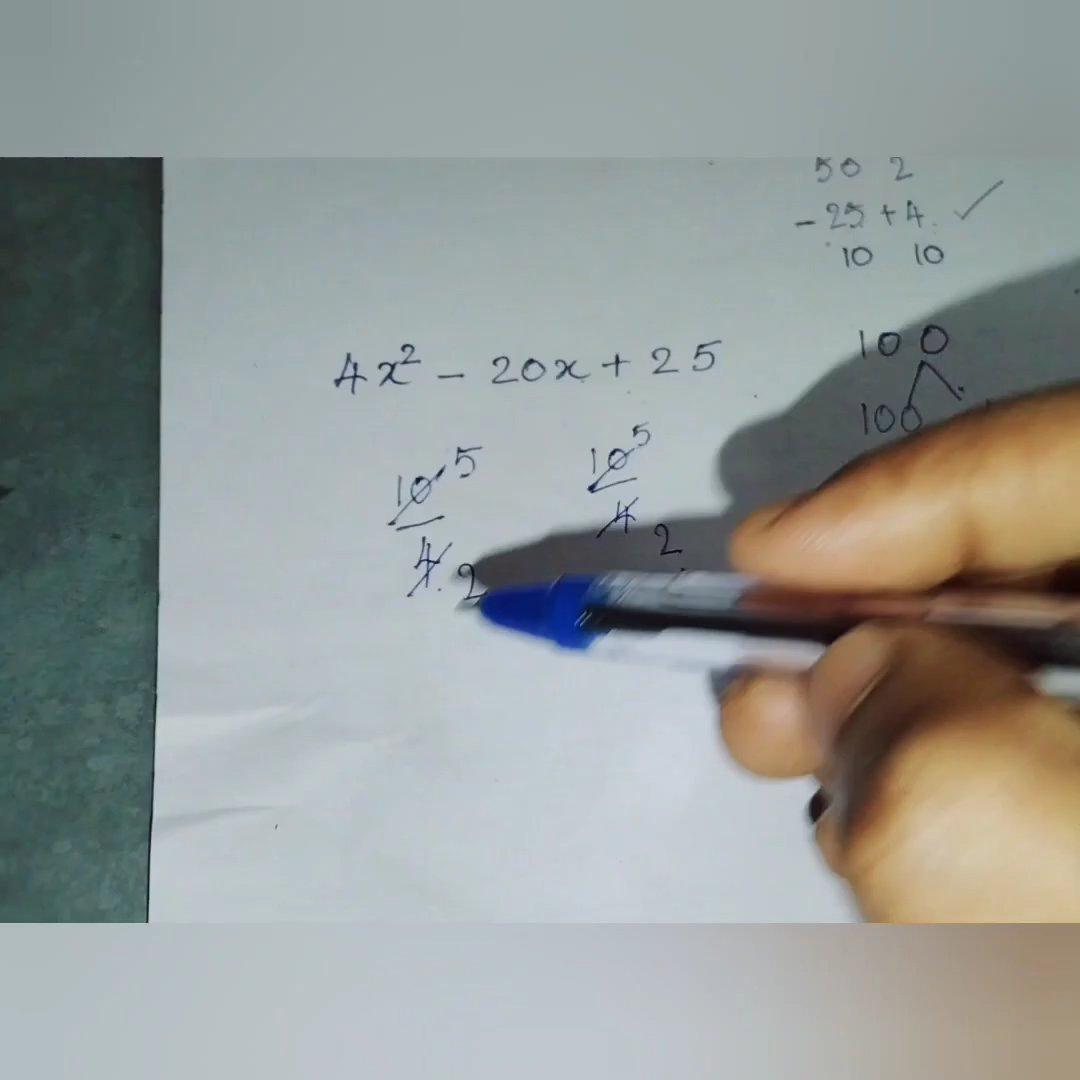 50 2
- 25 + 4. ✓
10 10
4x² - 20x + 25
100
100
10 5 10 5
4 2 4 2